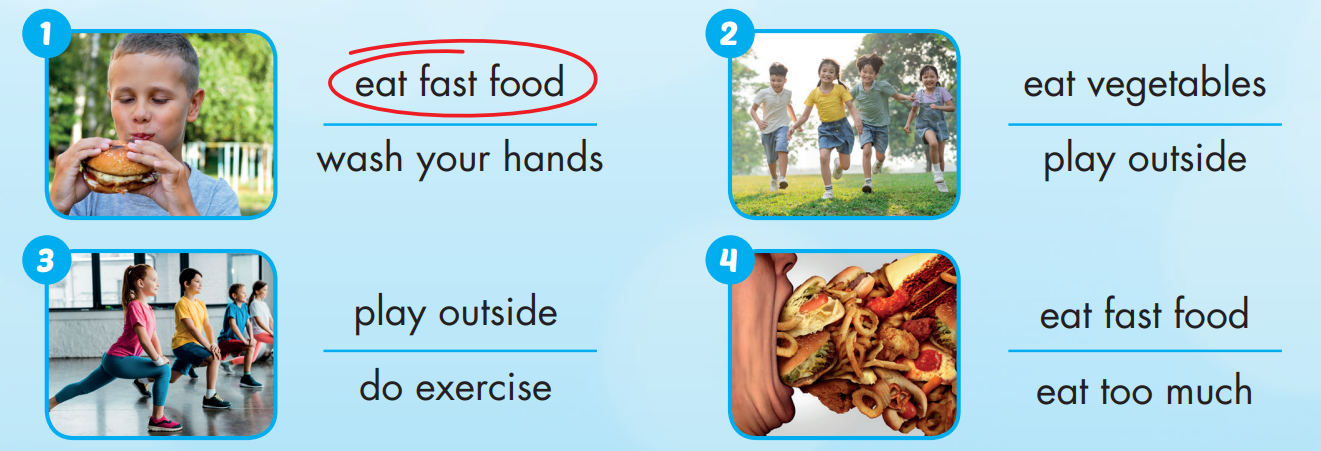 1
eat fast food
wash your hands
2
eat vegetables
play outside
3
play outside
do exercise
4
eat fast food
eat too much